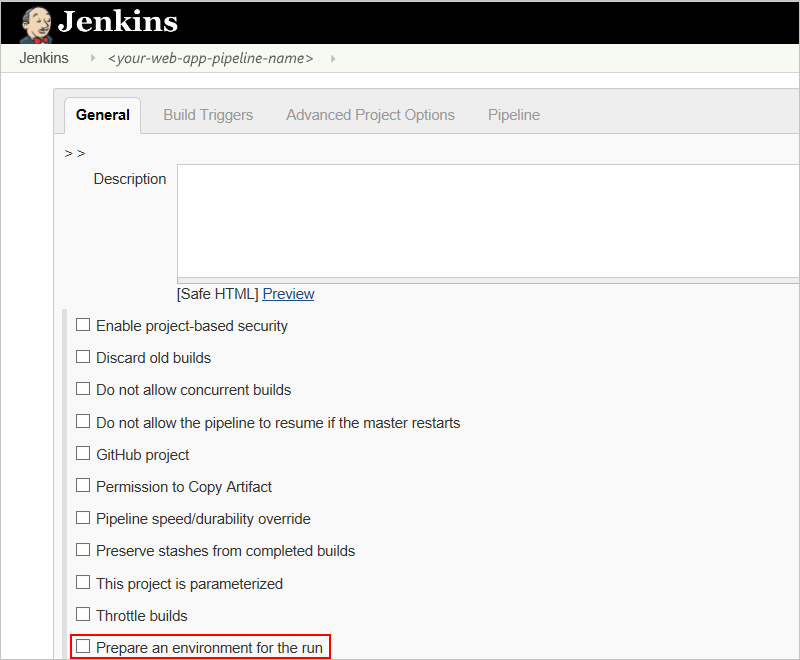 Jenkins
Jenkins <your-web-app-pipeline-name>
General Build Triggers Advanced Project Options Pipeline
> >
Description
[Safe HTML] Preview
Enable project-based security
Discard old builds
Do not allow concurrent builds
Do not allow the pipeline to resume if the master restarts
GitHub project
Permission to Copy Artifact
Pipeline speed/durability override
Preserve stashes from completed builds
This project is parameterized
Throttle builds
Prepare an environment for the run